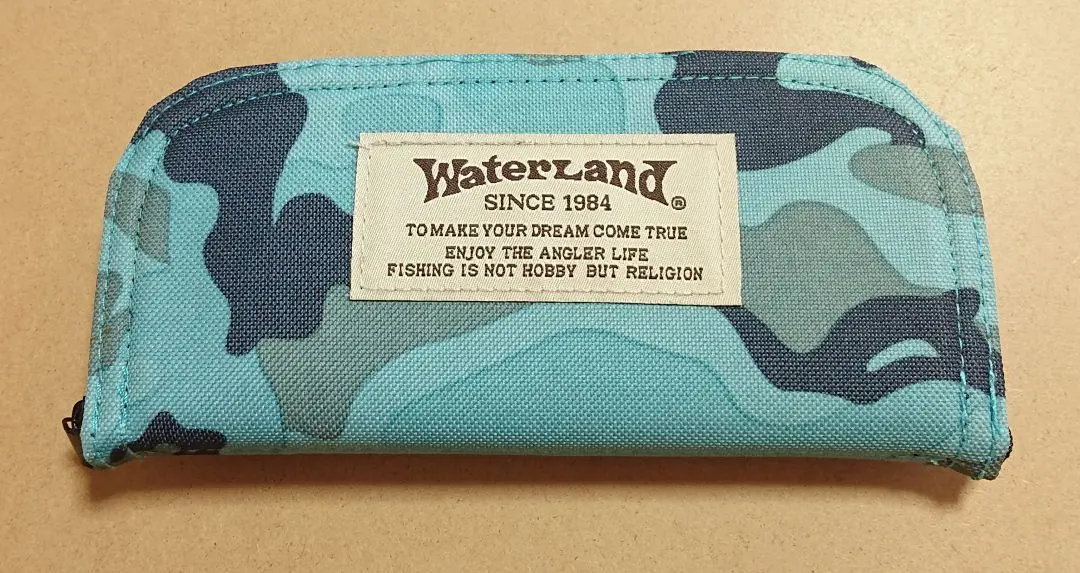 WaterLand
SINCE 1984 ®
TO MAKE YOUR DREAM COME TRUE
ENJOY THE ANGLER LIFE
FISHING IS NOT HOBBY BUT RELIGION